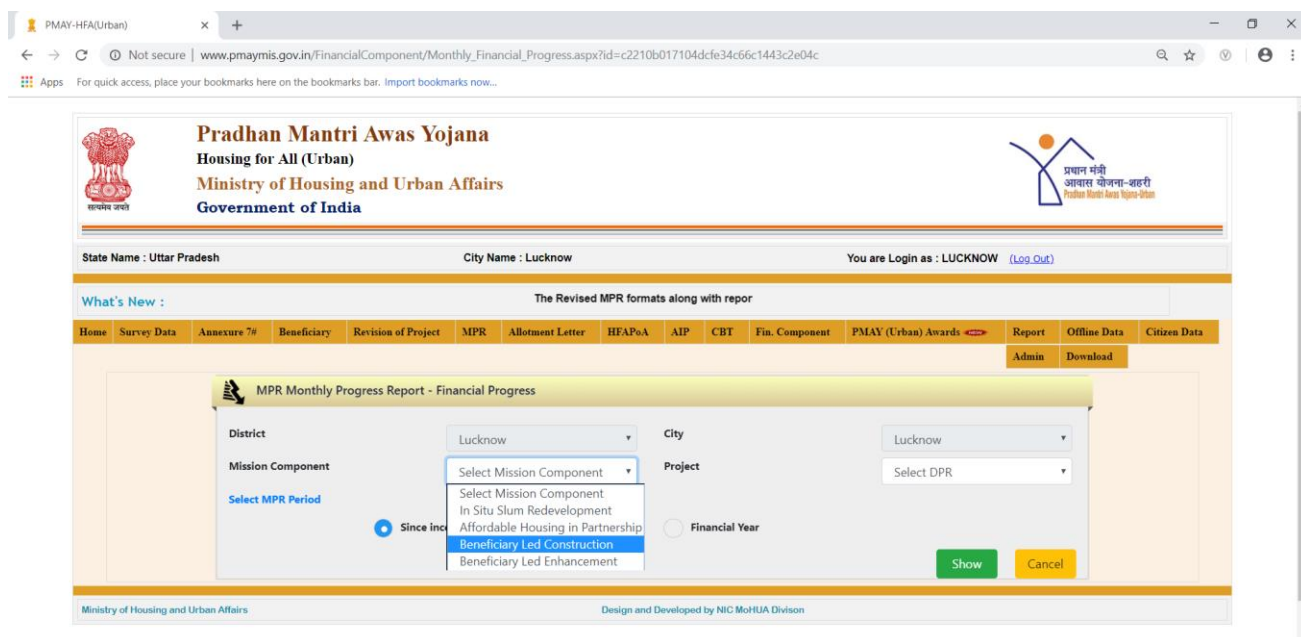 PMAY-HFA(Urban)
Not secure | www.pmaymis.gov.in/FinancialComponent/Monthly_Financial_Progress.aspx?id=c2210b017104dcfe34c66c1443c2e04c
Apps For quick access, place your bookmarks here on the bookmarks bar. Import bookmarks now...
Pradhan Mantri Awas Yojana
Housing for All (Urban)
Ministry of Housing and Urban Affairs
Government of India
सत्यमेव जयते
प्रधान मंत्री
आवास योजना-शहरी
Pradhan Mantri Awas Yojana-Urban
State Name : Uttar Pradesh City Name : Lucknow You are Login as : LUCKNOW (Log Out)
What's New : The Revised MPR formats along with repor
Home Survey Data Annexure 7# Beneficiary Revision of Project MPR Allotment Letter HFAPoA AIP CBT Fin. Component PMAY (Urban) Awards Report Offline Data Citizen Data
Admin Download
MPR Monthly Progress Report - Financial Progress
District Lucknow City Lucknow
Mission Component Select Mission Component Project Select DPR
Select MPR Period
Select Mission Component
In Situ Slum Redevelopment
Since ince Affordable Housing in Partnership Financial Year
Beneficiary Led Construction
Beneficiary Led Enhancement
Show Cancel
Ministry of Housing and Urban Affairs Design and Developed by NIC MoHUA Divison